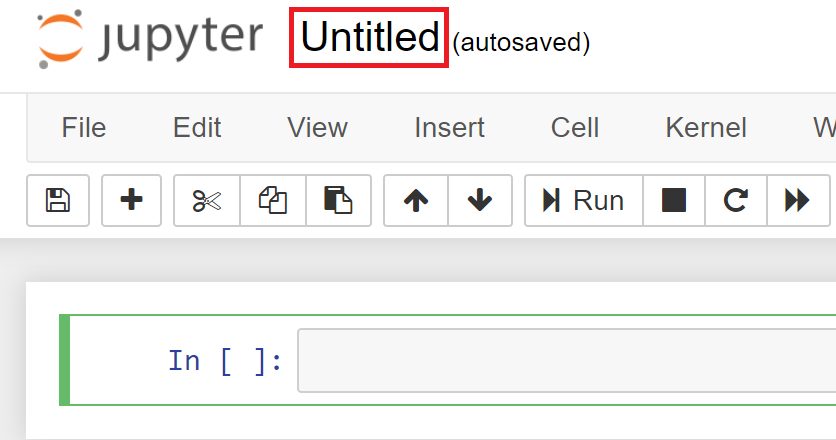 jupyter Untitled (autosaved)
File Edit View Insert Cell Kernel W
Run
In [ ]: